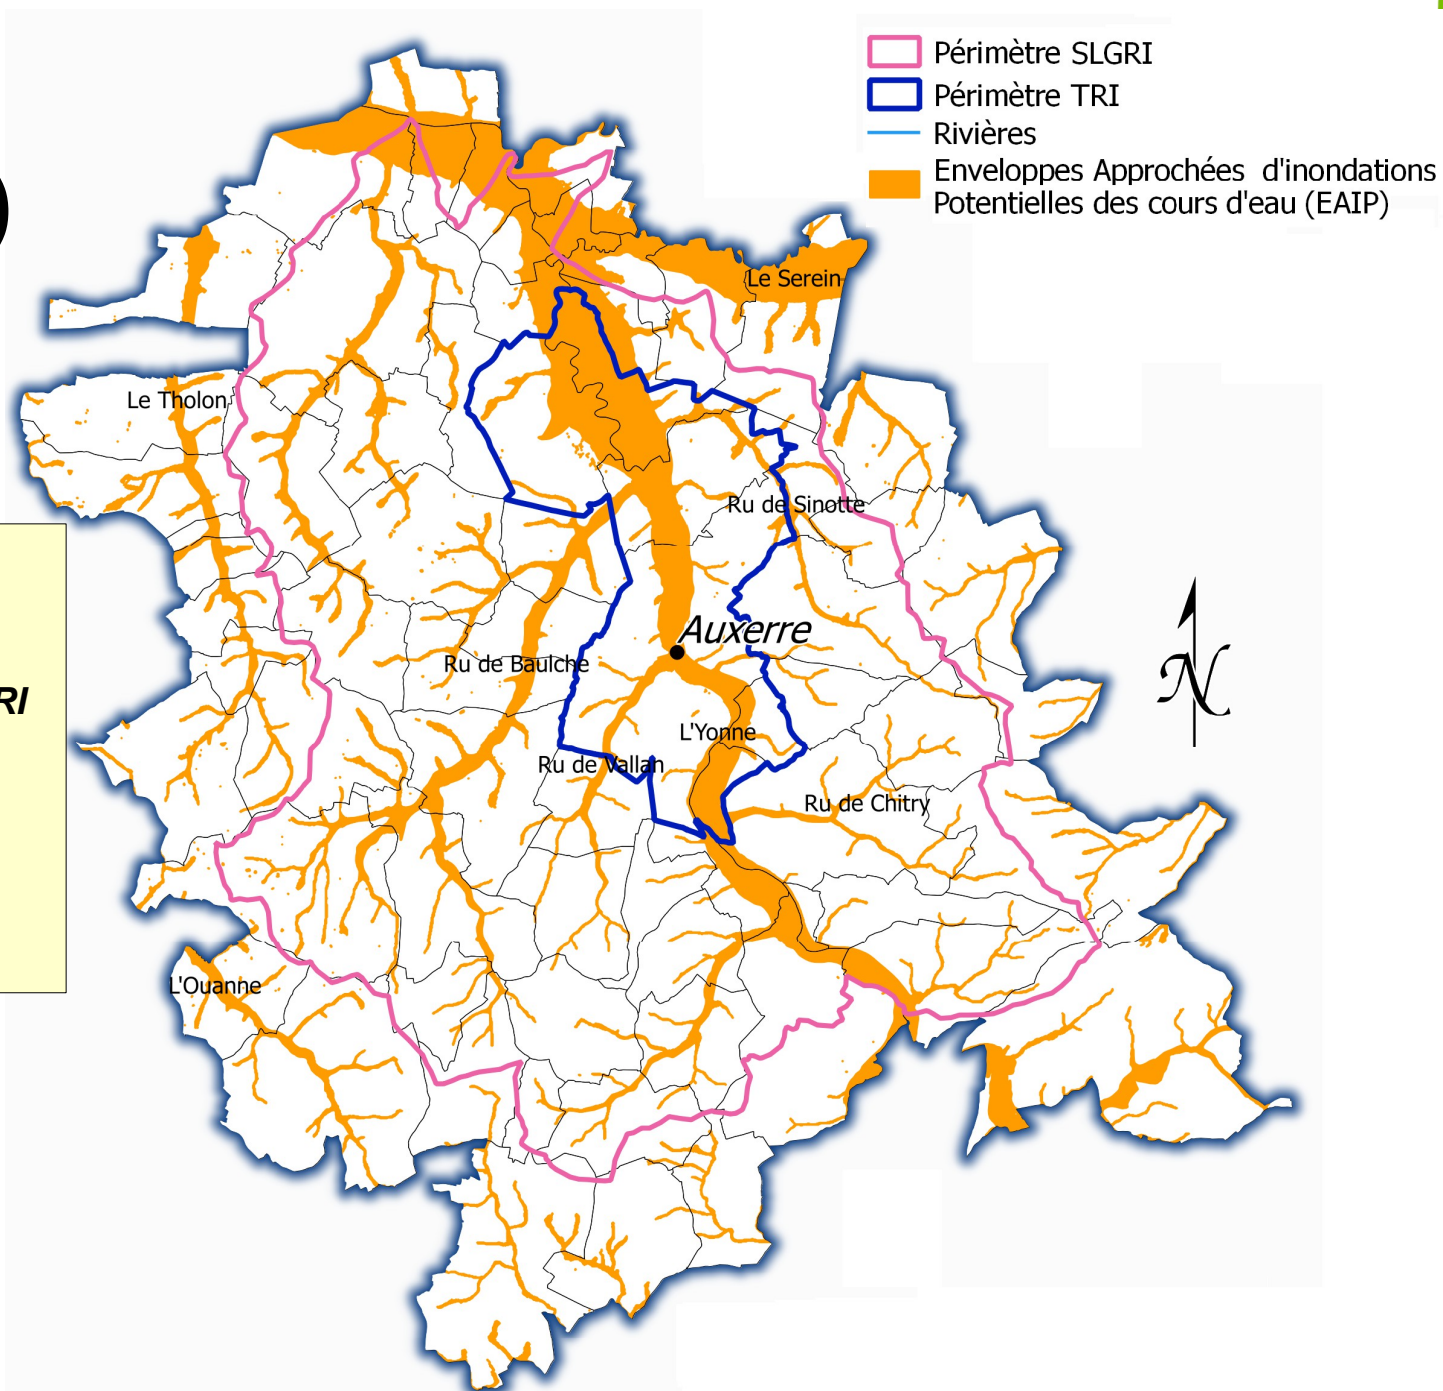 )
Périmètre SLGRI
Périmètre TRI
Rivières
Enveloppes Approchées d'inondations
Potentielles des cours d'eau (EAIP)
Le Serein
Le Tholon
Ru de Sinotte
Auxerre
Ru de Baulche
RI
L'Yonne
Ru de Vallan
Ru de Chitry
L'Ouanne
N